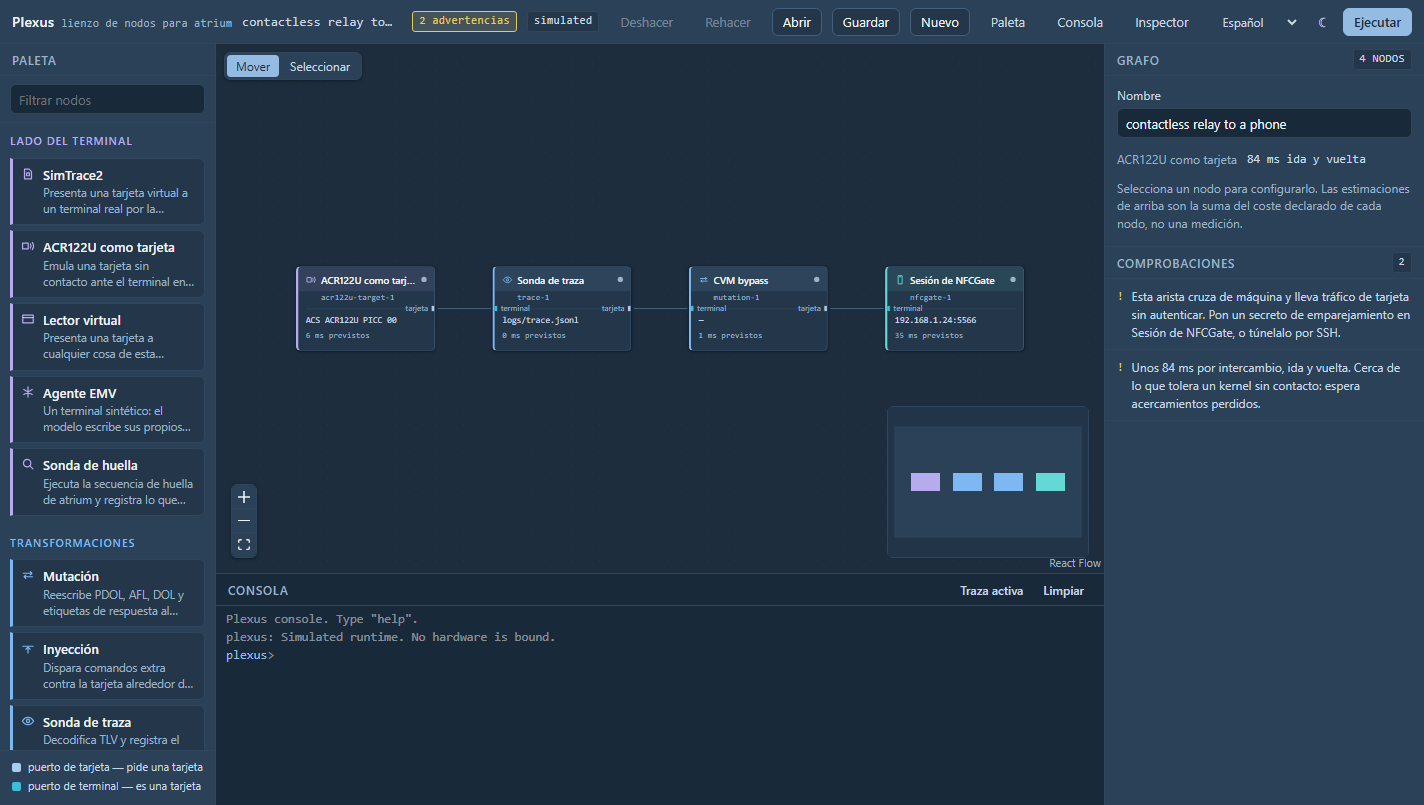 Plexus lienzo de nodos para atrium contactless relay to… 2 advertencias simulated Deshacer Rehacer Abrir Guardar Nuevo Paleta Consola Inspector Español Ejecutar
PALETA
Filtrar nodos
LADO DEL TERMINAL
SimTrace2
Presenta una tarjeta virtual a
un terminal real por la…
ACR122U como tarjeta
Emula una tarjeta sin
contacto ante el terminal en…
Lector virtual
Presenta una tarjeta a
cualquier cosa de esta…
Agente EMV
Un terminal sintético: el
modelo escribe sus propios…
Sonda de huella
Ejecuta la secuencia de huella
de atrium y registra lo que…
TRANSFORMACIONES
Mutación
Reescribe PDOL, AFL, DOL y
etiquetas de respuesta al…
Inyección
Dispara comandos extra
contra la tarjeta alrededor d…
Sonda de traza
Decodifica TLV y registra el
puerto de tarjeta — pide una tarjeta
puerto de terminal — es una tarjeta
Mover Seleccionar
ACR122U como tarj…
acr122u-target-1
tarjeta
ACS ACR122U PICC 00
6 ms previstos
Sonda de traza
trace-1
terminal tarjeta
logs/trace.jsonl
0 ms previstos
CVM bypass
mutation-1
terminal tarjeta
—
1 ms previstos
Sesión de NFCGate
nfcgate-1
terminal
192.168.1.24:5566
35 ms previstos
React Flow
CONSOLA Traza activa Limpiar
Plexus console. Type "help".
plexus: Simulated runtime. No hardware is bound.
plexus>
GRAFO 4 NODOS
Nombre
contactless relay to a phone
ACR122U como tarjeta 84 ms ida y vuelta
Selecciona un nodo para configurarlo. Las estimaciones
de arriba son la suma del coste declarado de cada
nodo, no una medición.
COMPROBACIONES 2
! Esta arista cruza de máquina y lleva tráfico de tarjeta
sin autenticar. Pon un secreto de emparejamiento en
Sesión de NFCGate, o tunélalo por SSH.
! Unos 84 ms por intercambio, ida y vuelta. Cerca de
lo que tolera un kernel sin contacto: espera
acercamientos perdidos.